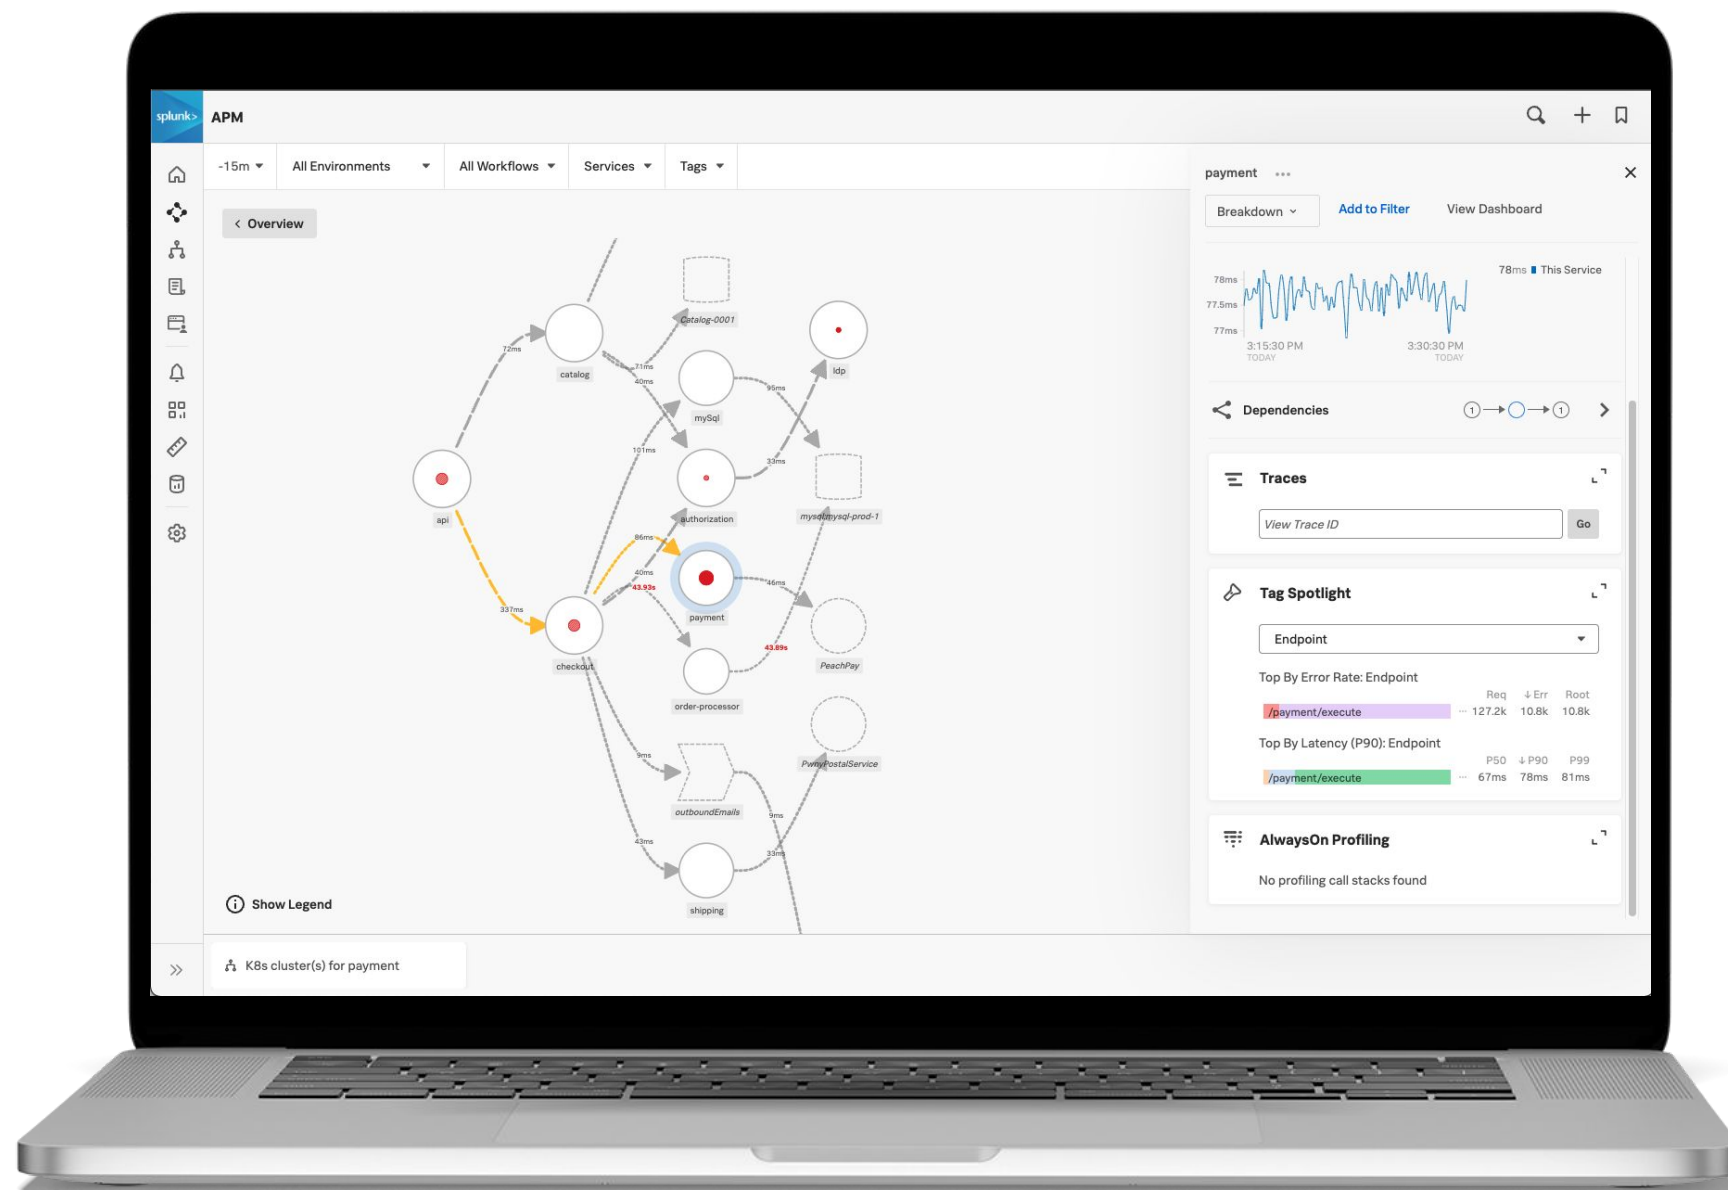 splunk>
APM
-15m
All Environments
All Workflows
Services
Tags
Overview
Catalog-0001
72ms
catalog
71ms
40ms
ldp
95ms
mySql
101ms
33ms
api
authorization
mysql:mysql-prod-1
86ms
40ms
43.93s
46ms
337ms
payment
43.89s
checkout
PeachPay
order-processor
9ms
PwnyPostalService
outboundEmails
9ms
43ms
33ms
shipping
Show Legend
K8s cluster(s) for payment
payment
Breakdown
Add to Filter
View Dashboard
78ms
77.5ms
77ms
78ms This Service
3:15:30 PM
TODAY
3:30:30 PM
TODAY
Dependencies
1
1
Traces
View Trace ID
Go
Tag Spotlight
Endpoint
Top By Error Rate: Endpoint
Req ↓ Err Root
/payment/execute ... 127.2k 10.8k 10.8k
Top By Latency (P90): Endpoint
P50 ↓ P90 P99
/payment/execute ... 67ms 78ms 81ms
AlwaysOn Profiling
No profiling call stacks found